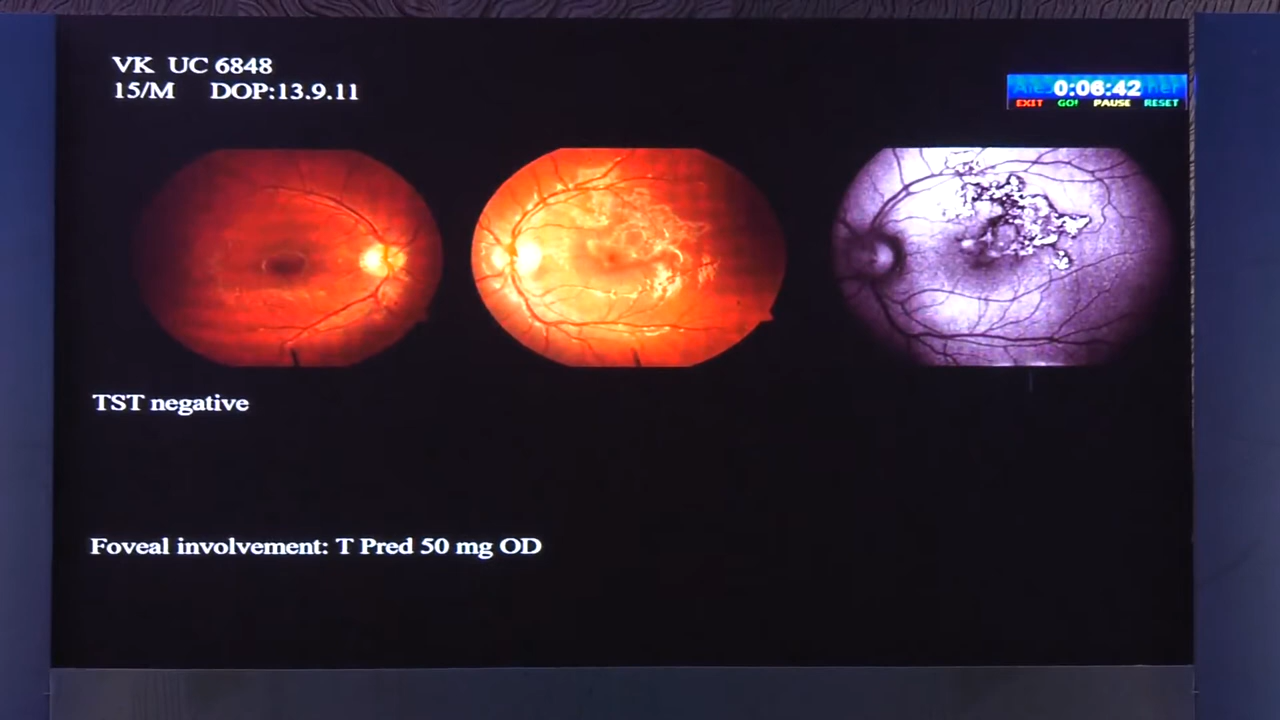 VK UC 6848
15/M DOP:13.9.11
0:06:42
EXIT GO! PAUSE RESET
TST negative
Foveal involvement: T Pred 50 mg OD